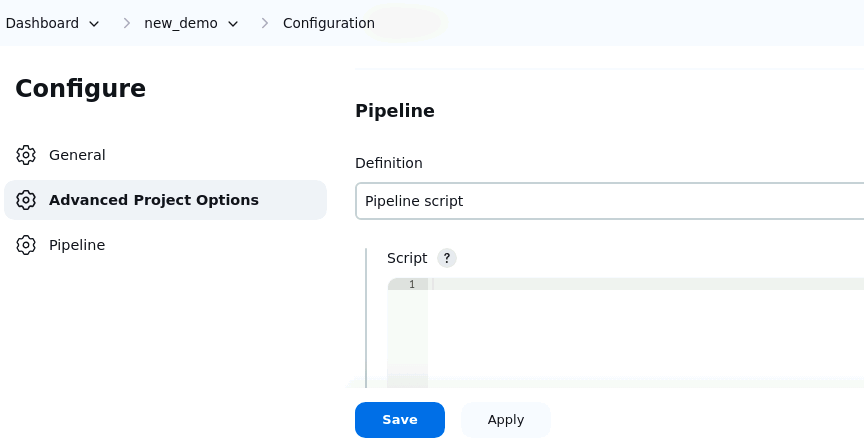 Dashboard new_demo Configuration
Configure
General
Advanced Project Options
Pipeline
Pipeline
Definition
Pipeline script
Script ?
1
Save Apply